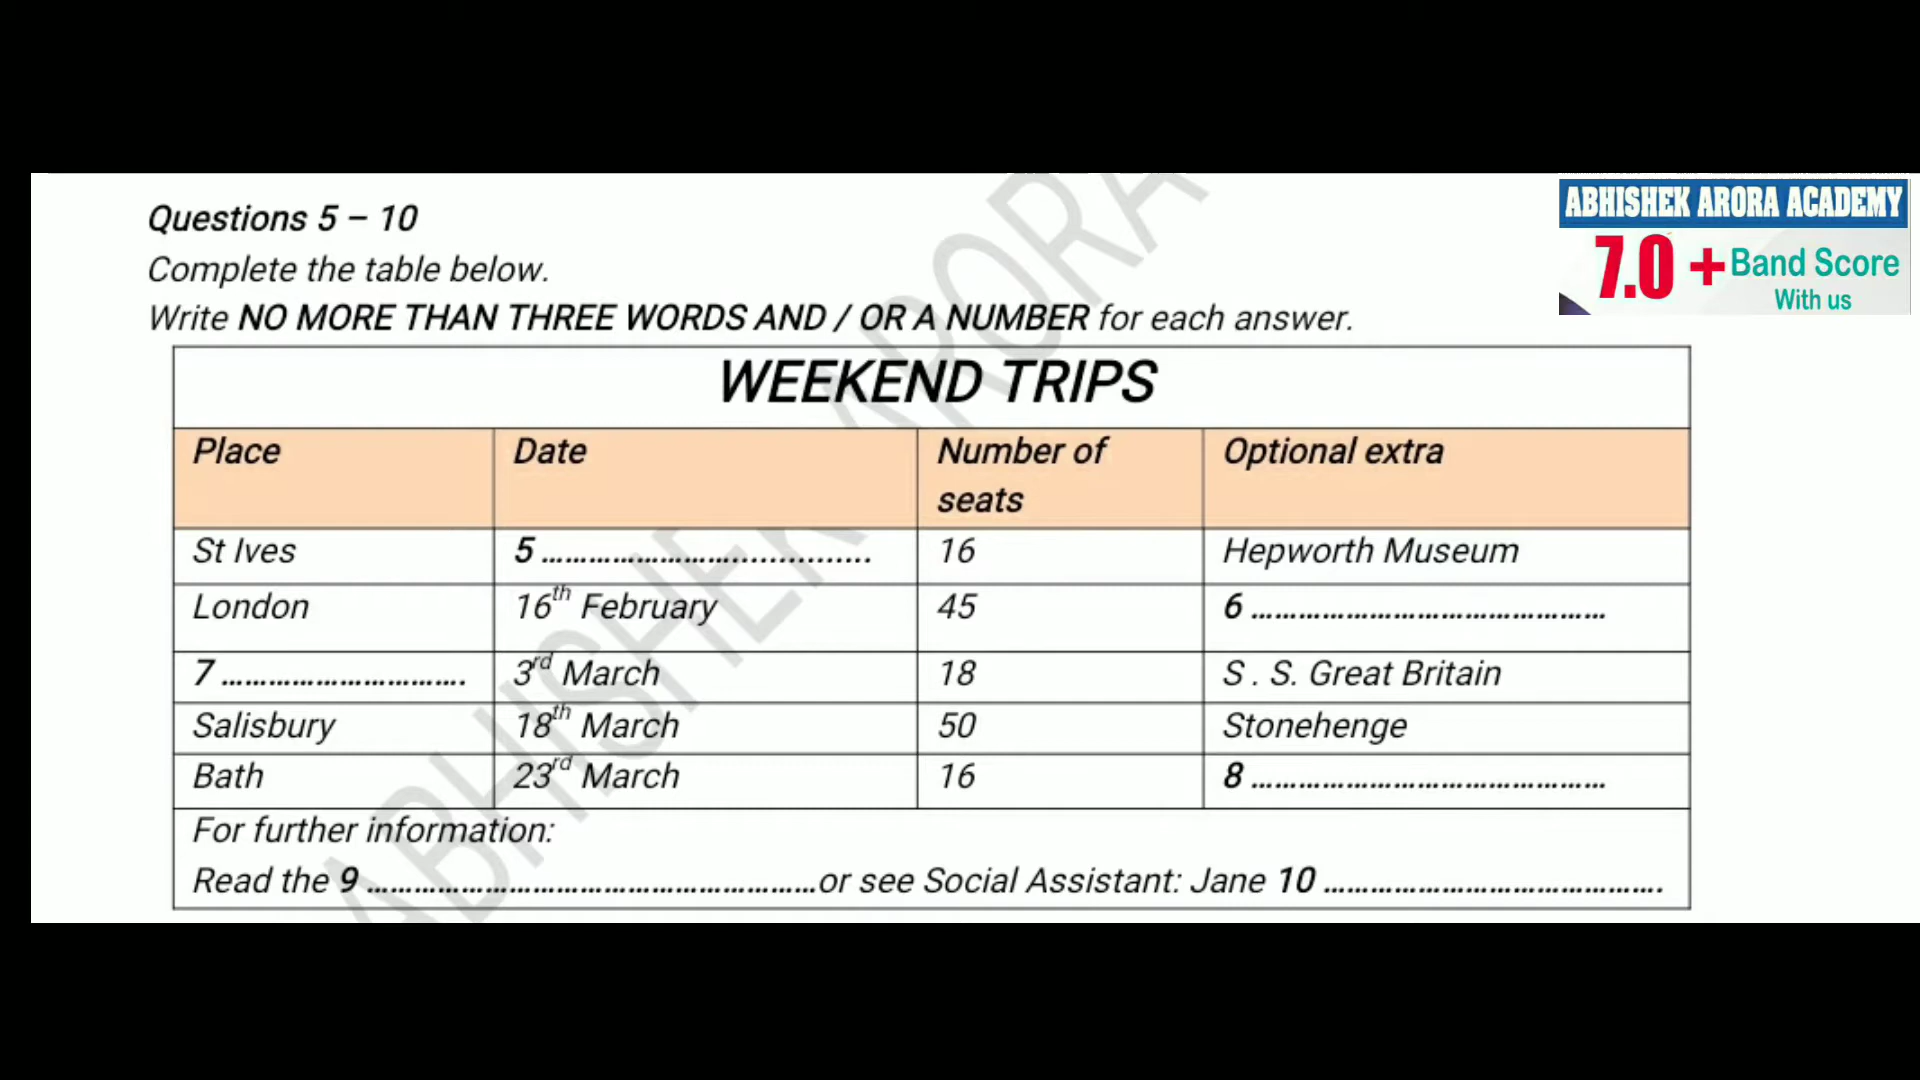 ABHISHEK ARORA ACADEMY
7.0 + Band Score
With us
Questions 5 – 10
Complete the table below.
Write NO MORE THAN THREE WORDS AND / OR A NUMBER for each answer.
WEEKEND TRIPS
Place Date Number of seats Optional extra
St Ives 5 ................................ 16 Hepworth Museum
London 16th February 45 6 ................................
7 ................................ 3rd March 18 S . S. Great Britain
Salisbury 18th March 50 Stonehenge
Bath 23rd March 16 8 ................................
For further information:
Read the 9 ................................or see Social Assistant: Jane 10 ................................
ABHISHEK ARORA